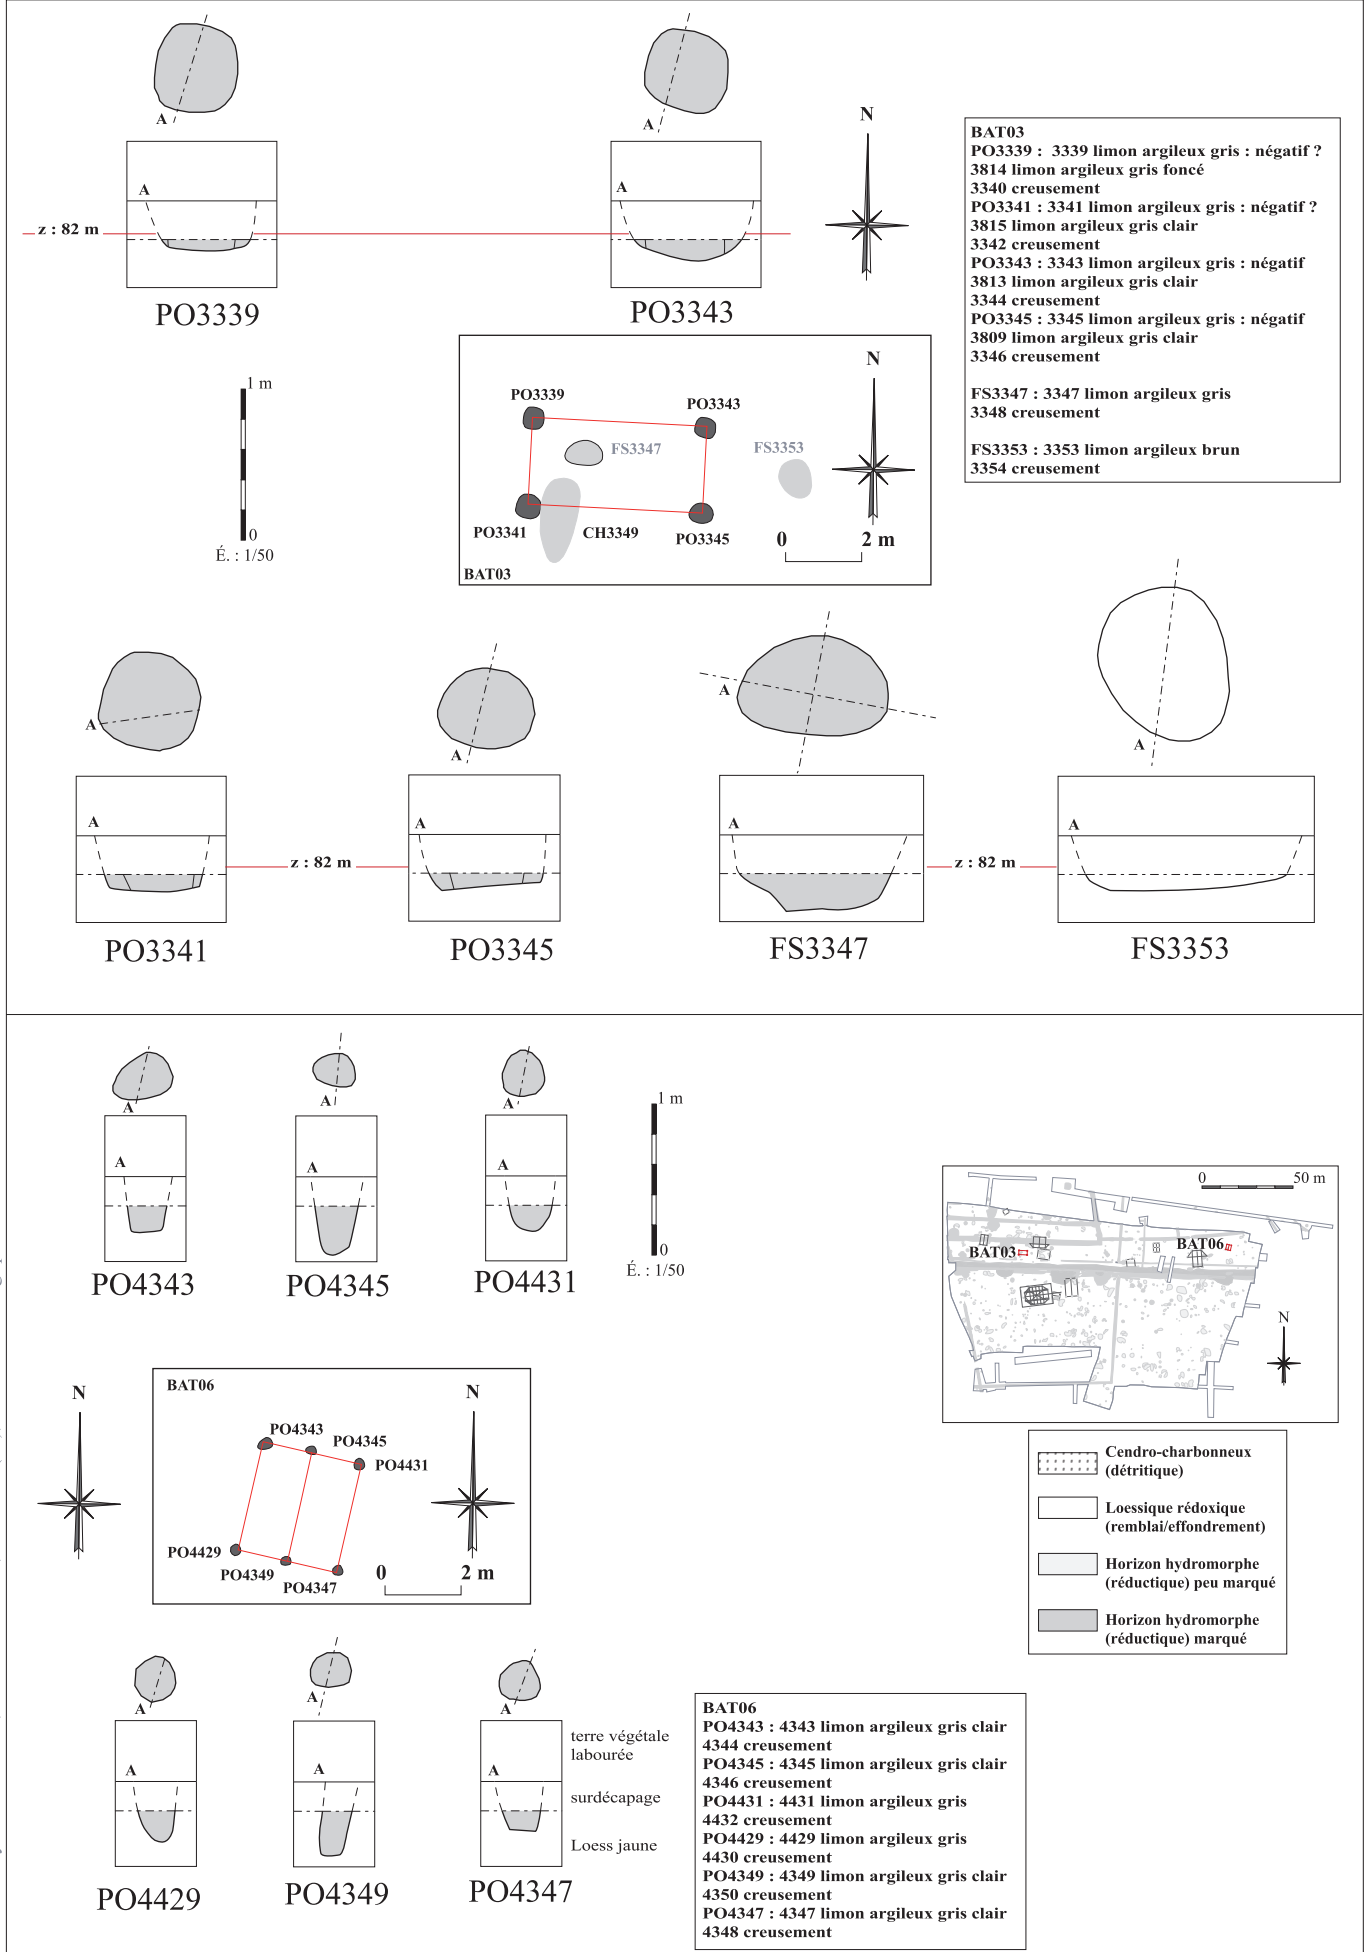 A
A
N
A
A
z : 82 m
PO3339
PO3343
BAT03
PO3339 : 3339 limon argileux gris : négatif ?
3814 limon argileux gris foncé
3340 creusement
PO3341 : 3341 limon argileux gris : négatif ?
3815 limon argileux gris clair
3342 creusement
PO3343 : 3343 limon argileux gris : négatif
3813 limon argileux gris clair
3344 creusement
PO3345 : 3345 limon argileux gris : négatif
3809 limon argileux gris clair
3346 creusement
FS3347 : 3347 limon argileux gris
3348 creusement
FS3353 : 3353 limon argileux brun
3354 creusement
1 m
0
É. : 1/50
N
PO3339
PO3343
FS3347
FS3353
PO3341
CH3349
PO3345
0 2 m
BAT03
A
A
A
A
A
A
A
A
z : 82 m
z : 82 m
PO3341
PO3345
FS3347
FS3353
A
A
A
A
A
A
1 m
0
É. : 1/50
PO4343
PO4345
PO4431
0 50 m
BAT03
BAT06
N
N
BAT06
N
PO4343
PO4345
PO4431
PO4429
PO4349
PO4347
0 2 m
Cendro-charbonneux
(détritique)
Loessique rédoxique
(remblai/effondrement)
Horizon hydromorphe
(réductique) peu marqué
Horizon hydromorphe
(réductique) marqué
A
A
A
A
A
A
terre végétale
labourée
surdécapage
Loess jaune
PO4429
PO4349
PO4347
BAT06
PO4343 : 4343 limon argileux gris clair
4344 creusement
PO4345 : 4345 limon argileux gris clair
4346 creusement
PO4431 : 4431 limon argileux gris
4432 creusement
PO4429 : 4429 limon argileux gris
4430 creusement
PO4349 : 4349 limon argileux gris clair
4350 creusement
PO4347 : 4347 limon argileux gris clair
4348 creusement